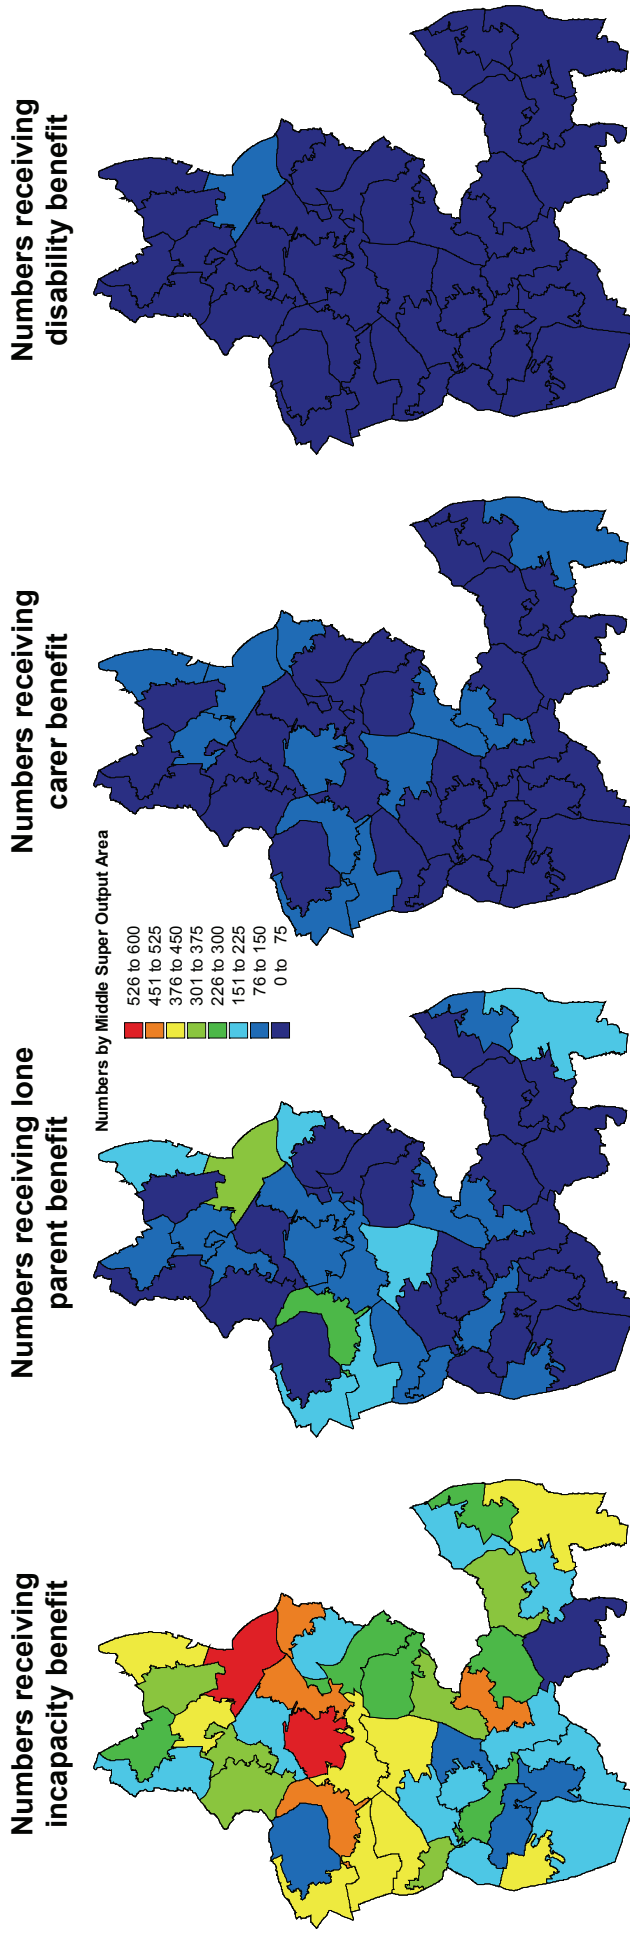 Numbers receiving
incapacity benefit
Numbers receiving lone
parent benefit
Numbers by Middle Super Output Area
526 to 600
451 to 525
376 to 450
301 to 375
226 to 300
151 to 225
76 to 150
0 to 75
Numbers receiving
carer benefit
Numbers receiving
disability benefit